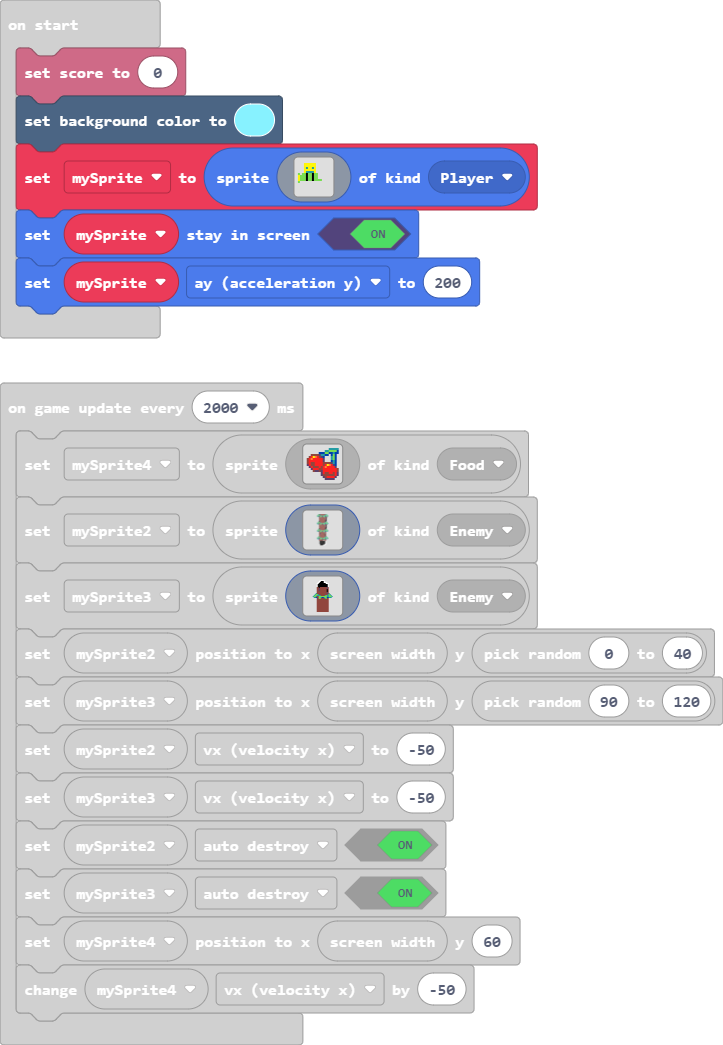 on start
set score to 0
set background color to
set mySprite to sprite of kind Player
set mySprite stay in screen ON
set mySprite ay (acceleration y) to 200
on game update every 2000 ms
set mySprite4 to sprite of kind Food
set mySprite2 to sprite of kind Enemy
set mySprite3 to sprite of kind Enemy
set mySprite2 position to x screen width y pick random 0 to 40
set mySprite3 position to x screen width y pick random 90 to 120
set mySprite2 vx (velocity x) to -50
set mySprite3 vx (velocity x) to -50
set mySprite2 auto destroy ON
set mySprite3 auto destroy ON
set mySprite4 position to x screen width y 60
change mySprite4 vx (velocity x) by -50